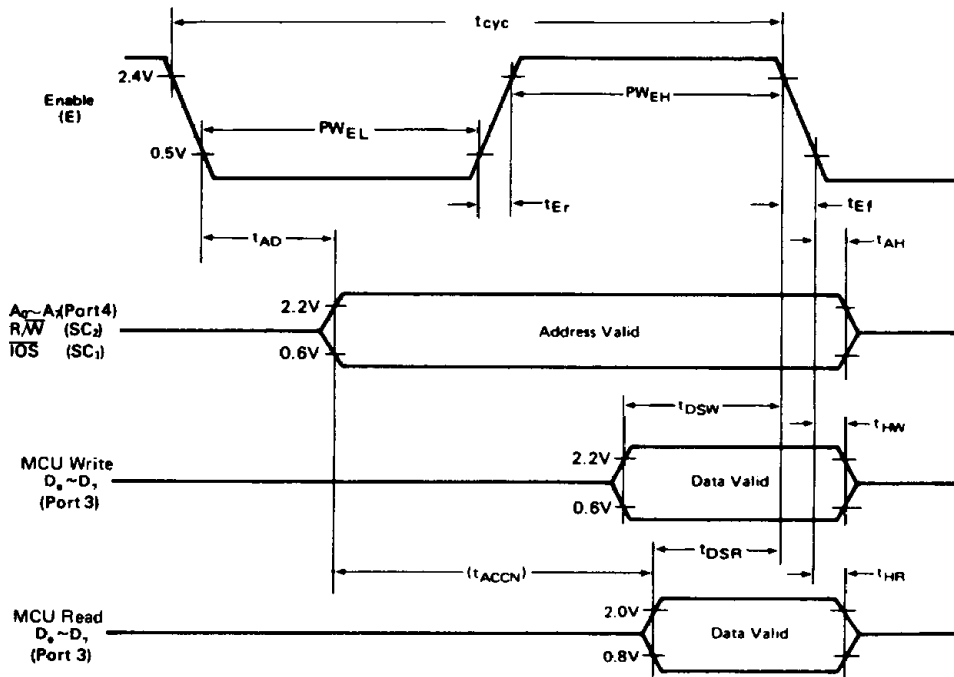 tcyc
2.4V
Enable
(E)
PWEH
PWEL
0.5V
tEr
tEf
tAD
tAH
A0~A7(Port4)
R/W (SC2)
IOS (SC1)
2.2V
0.6V
Address Valid
tDSW
tHW
MCU Write
D0~D7
(Port 3)
2.2V
0.6V
Data Valid
tDSR
(tACCN)
tHR
MCU Read
D0~D7
(Port 3)
2.0V
0.8V
Data Valid